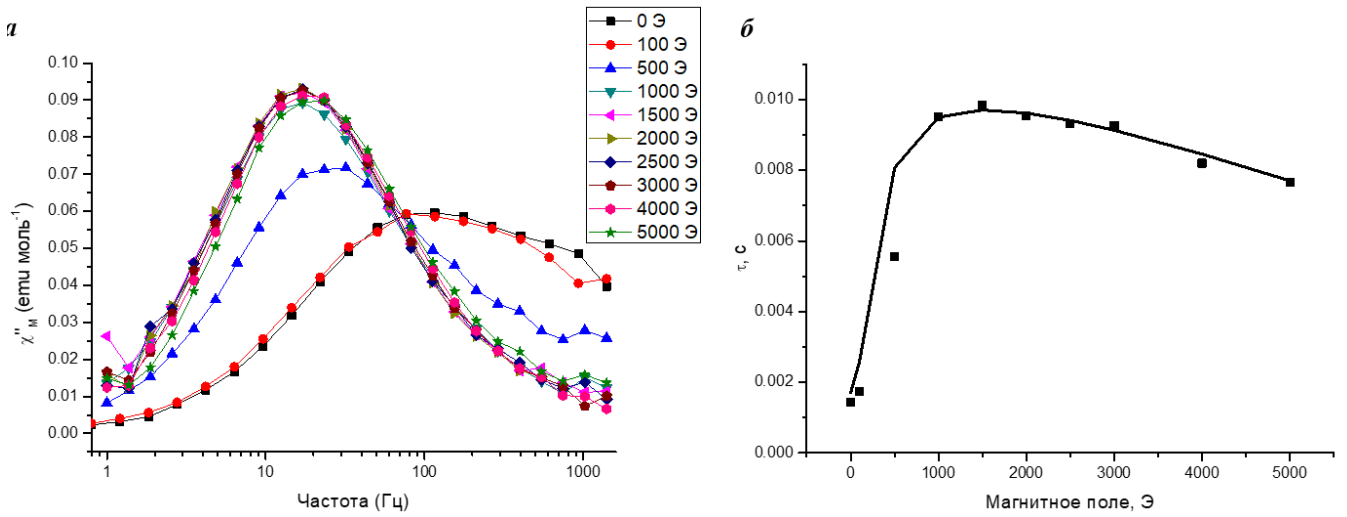 а
0 Э
100 Э
500 Э
1000 Э
1500 Э
2000 Э
2500 Э
3000 Э
4000 Э
5000 Э
χ''м (emu моль-1)
0.10
0.09
0.08
0.07
0.06
0.05
0.04
0.03
0.02
0.01
0.00
1
10
100
1000
Частота (Гц)
б
τ, с
0.010
0.008
0.006
0.004
0.002
0.000
0
1000
2000
3000
4000
5000
Магнитное поле, Э